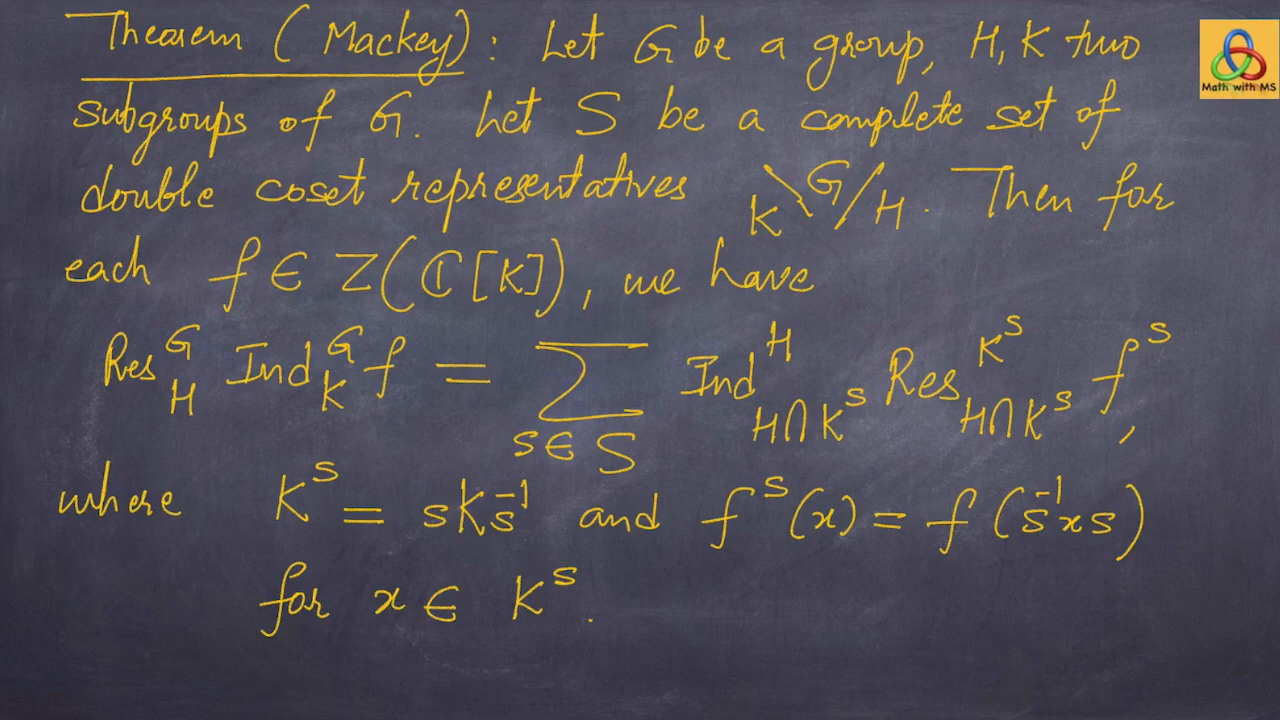 Theorem (Mackey): Let G be a group, H, K two
Math with MS
subgroups of G. Let S be a complete set of
double coset representatives K\G/H. Then for
each f ∈ Z(ℂ[K]), we have
Res^G_H Ind^G_K f = Σ_{s∈S} Ind^H_{H∩K^s} Res^{K^s}_{H∩K^s} f^s,
where K^s = sKs^{-1} and f^s(x) = f(s^{-1}xs)
for x ∈ K^s.